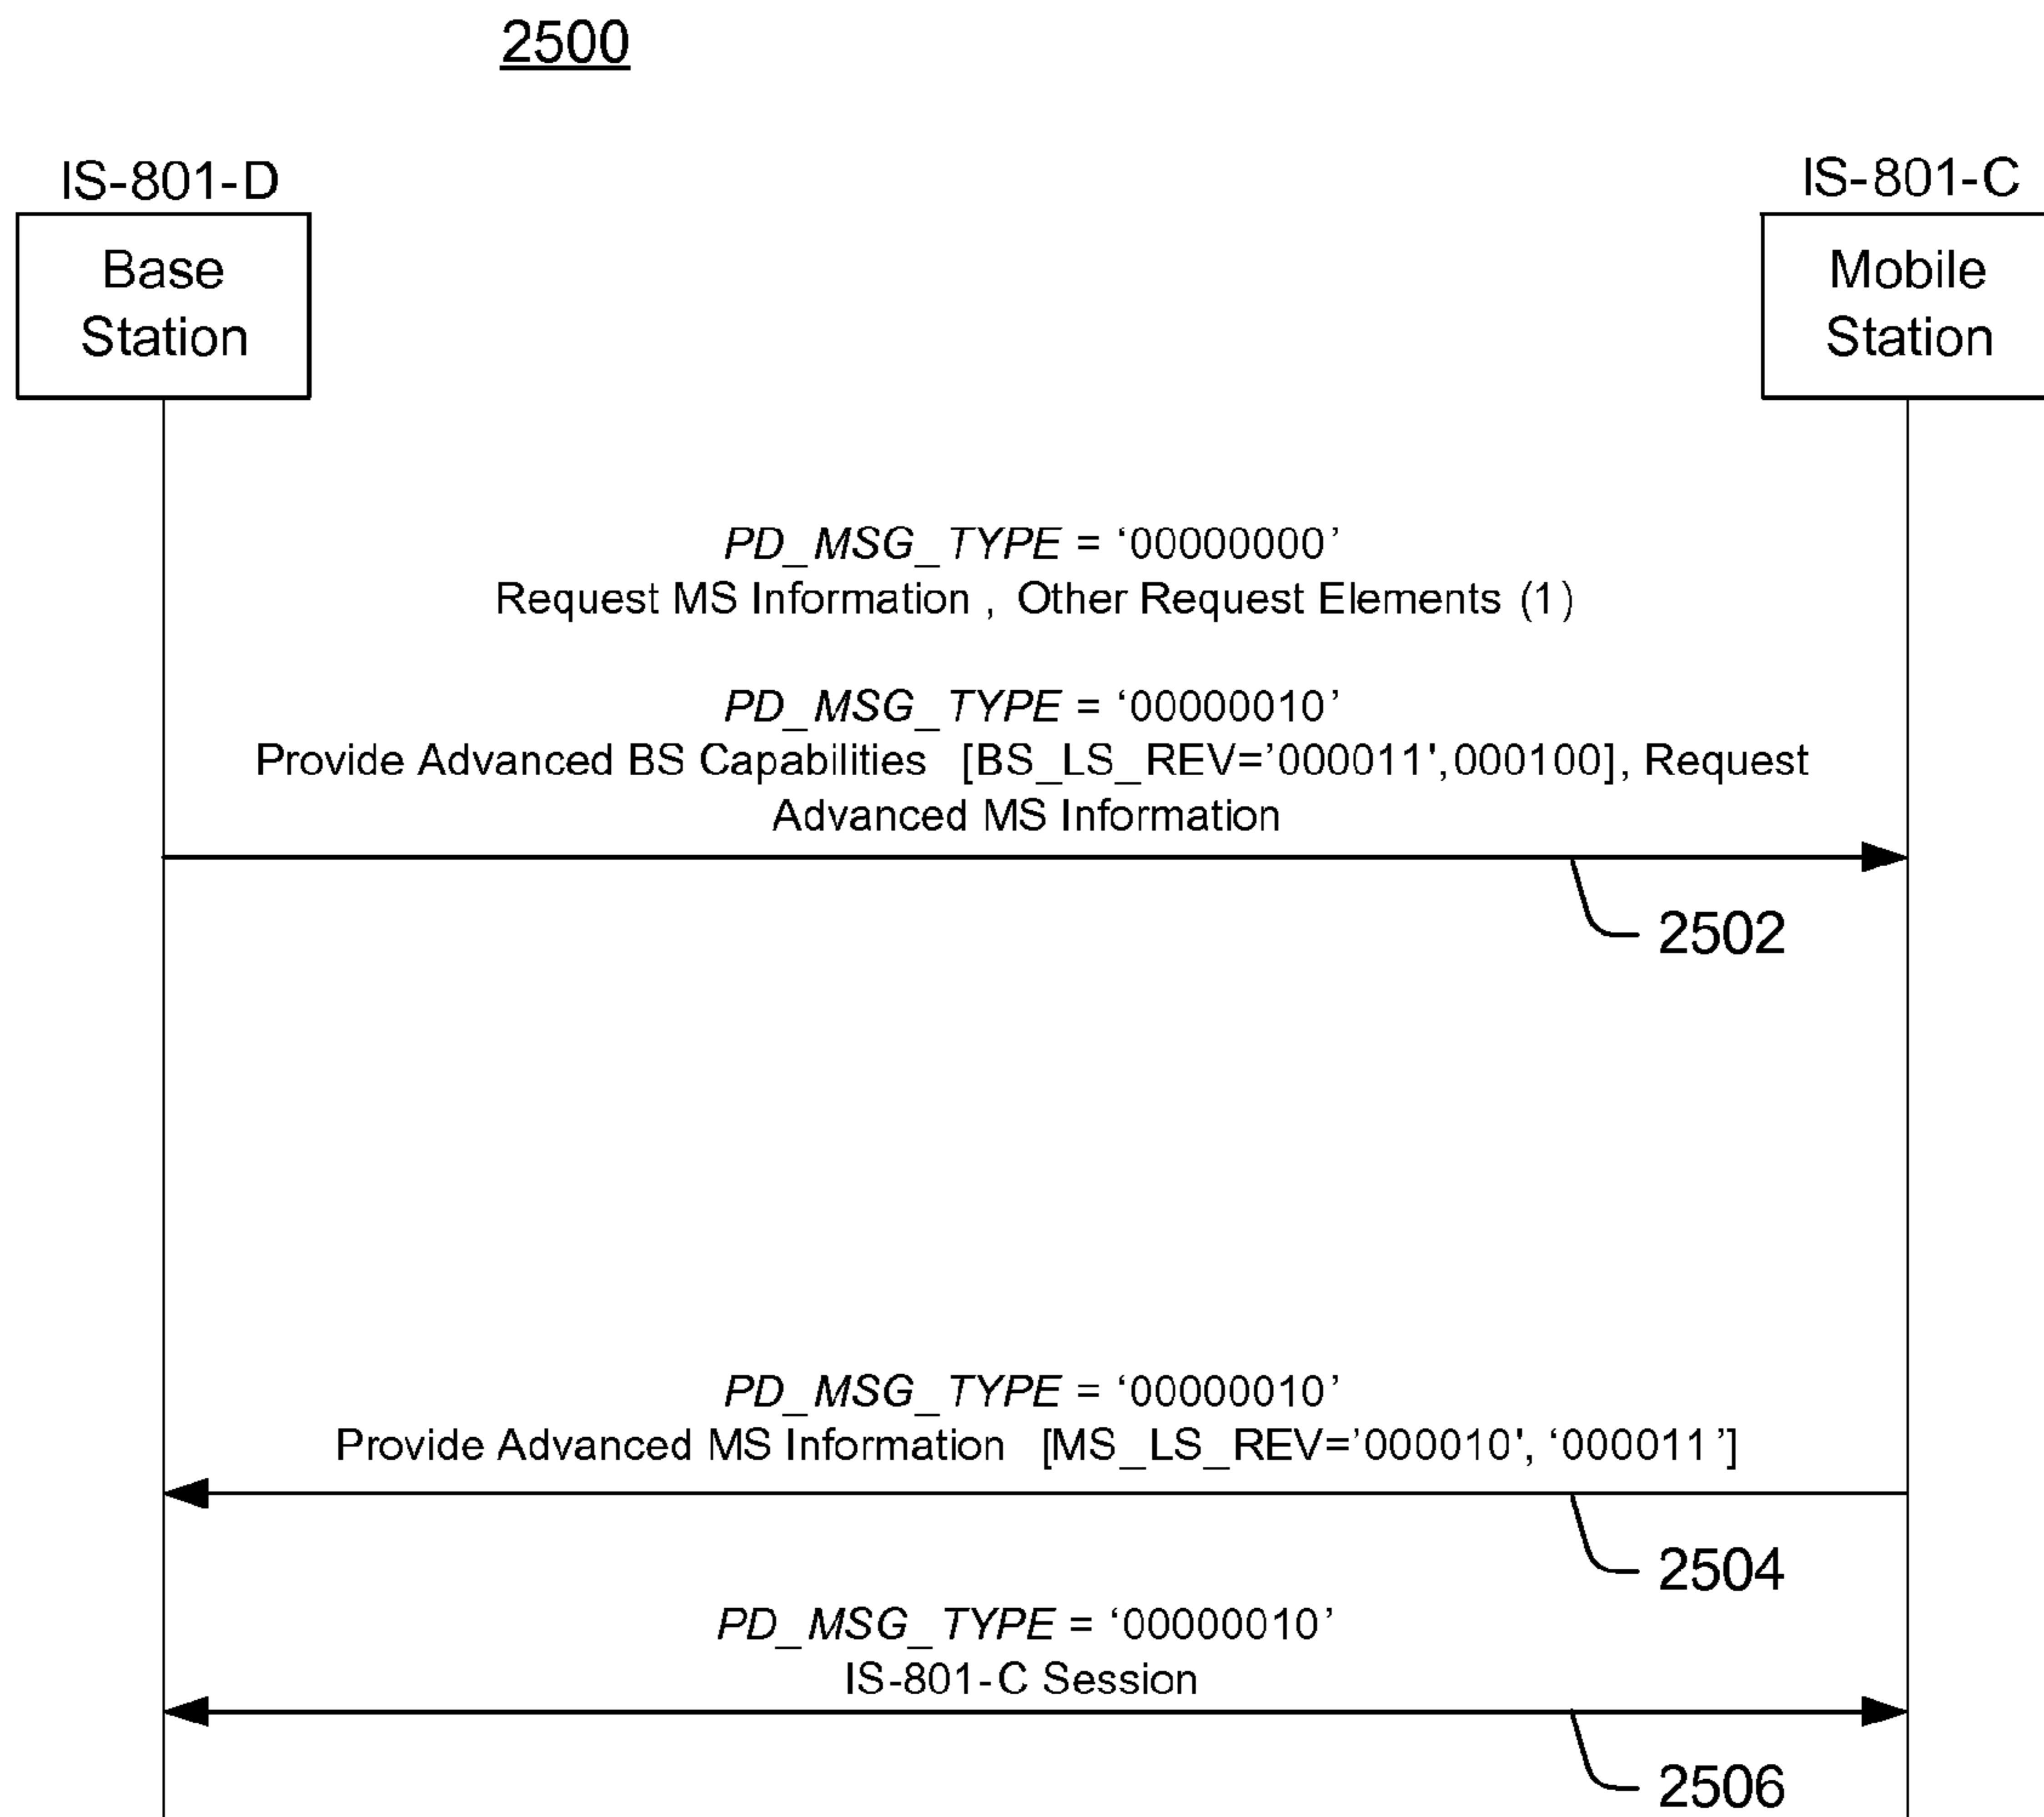 2500
IS-801-D
IS-801-C
Base
Station
Mobile
Station
PD_MSG_TYPE = ‘00000000’
Request MS Information , Other Request Elements (1)
PD_MSG_TYPE = ‘00000010’
Provide Advanced BS Capabilities [BS_LS_REV=’000011',000100], Request
Advanced MS Information
2502
PD_MSG_TYPE = ‘00000010’
Provide Advanced MS Information [MS_LS_REV=’000010', ‘000011’]
2504
PD_MSG_TYPE = ‘00000010’
IS-801-C Session
2506